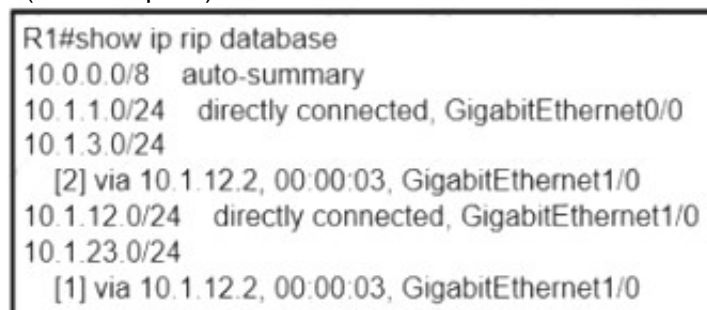 R1#show ip rip database
10.0.0.0/8 auto-summary
10.1.1.0/24 directly connected, GigabitEthernet0/0
10.1.3.0/24
[2] via 10.1.12.2, 00:00:03, GigabitEthernet1/0
10.1.12.0/24 directly connected, GigabitEthernet1/0
10.1.23.0/24
[1] via 10.1.12.2, 00:00:03, GigabitEthernet1/0